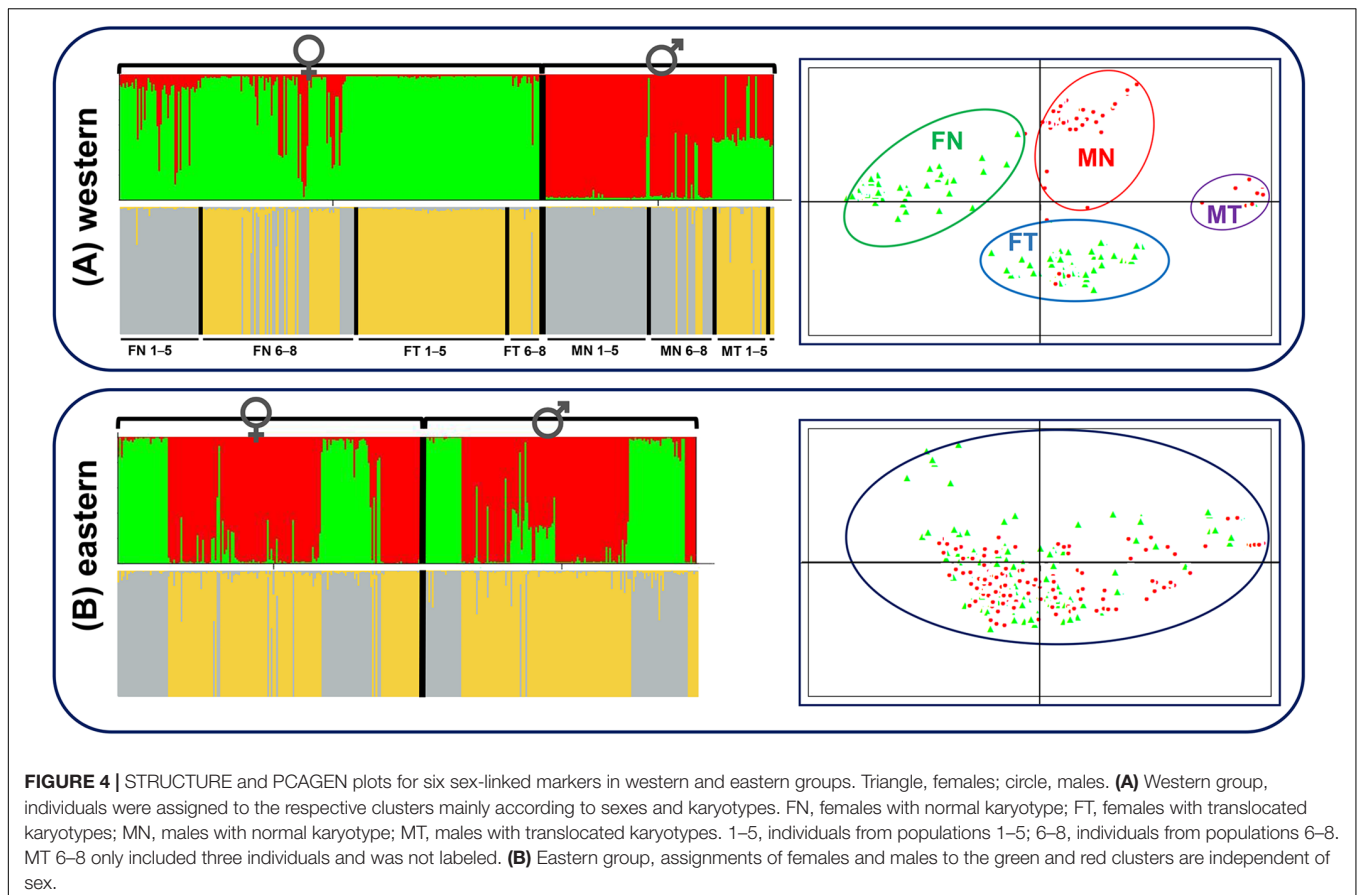 (A) western
♀
♂
FN 1–5
FN 6–8
FT 1–5
FT 6–8
MN 1–5
MN 6–8
MT 1–5
FN
MN
MT
FT
(B) eastern
♀
♂
FIGURE 4 | STRUCTURE and PCAGEN plots for six sex-linked markers in western and eastern groups. Triangle, females; circle, males. (A) Western group,
individuals were assigned to the respective clusters mainly according to sexes and karyotypes. FN, females with normal karyotype; FT, females with translocated
karyotypes; MN, males with normal karyotype; MT, males with translocated karyotypes. 1–5, individuals from populations 1–5; 6–8, individuals from populations 6–8.
MT 6–8 only included three individuals and was not labeled. (B) Eastern group, assignments of females and males to the green and red clusters are independent of
sex.